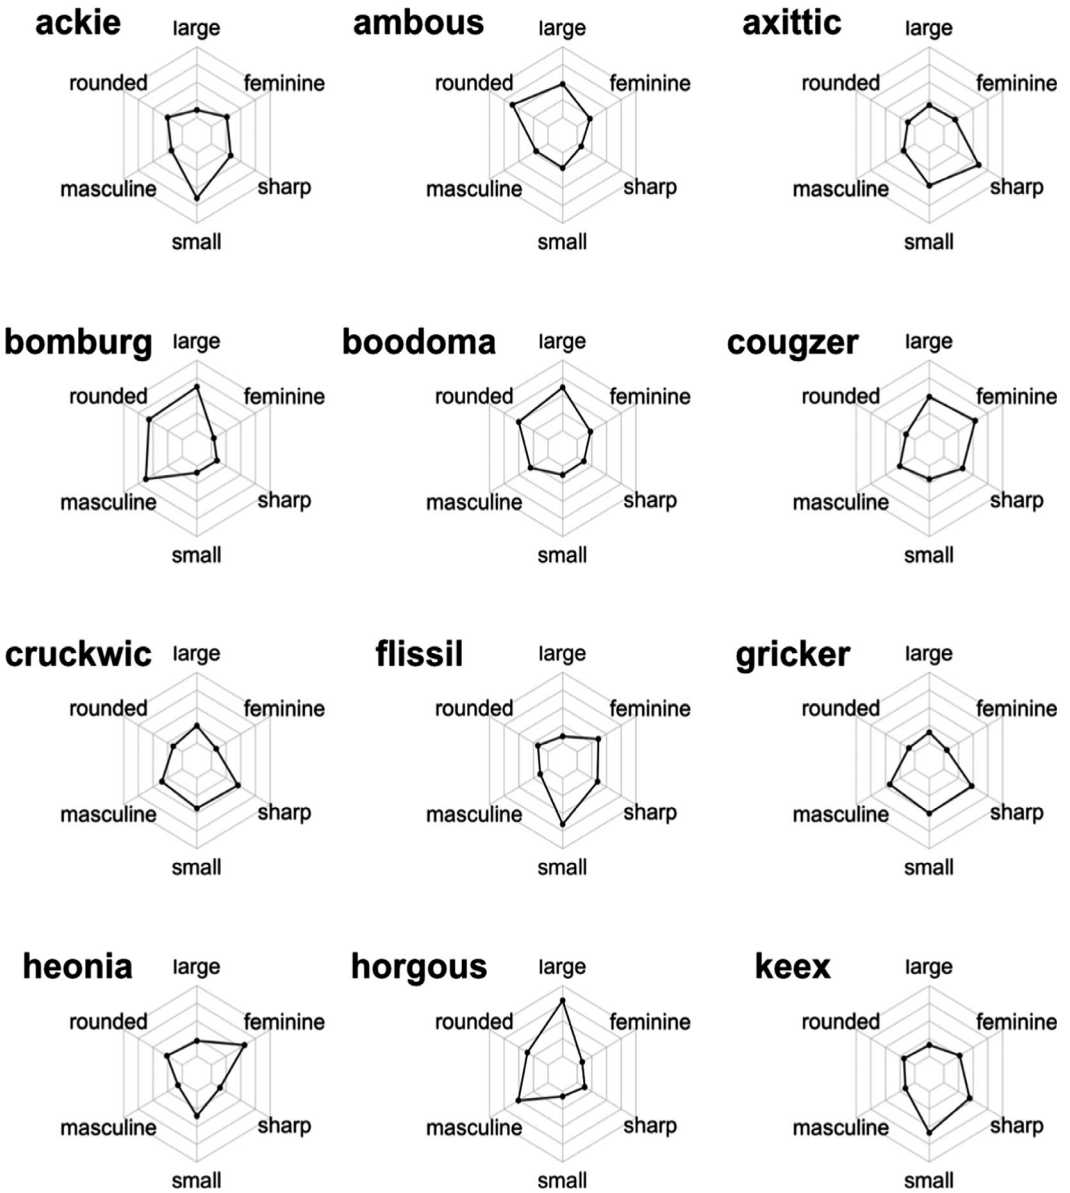 ackie
large
rounded feminine
masculine sharp
small
ambous
large
rounded feminine
masculine sharp
small
axittic
large
rounded feminine
masculine sharp
small
bomburg
large
rounded feminine
masculine sharp
small
boodoma
large
rounded feminine
masculine sharp
small
cougzer
large
rounded feminine
masculine sharp
small
cruckwic
large
rounded feminine
masculine sharp
small
flissil
large
rounded feminine
masculine sharp
small
gricker
large
rounded feminine
masculine sharp
small
heonia
large
rounded feminine
masculine sharp
small
horgous
large
rounded feminine
masculine sharp
small
keex
large
rounded feminine
masculine sharp
small